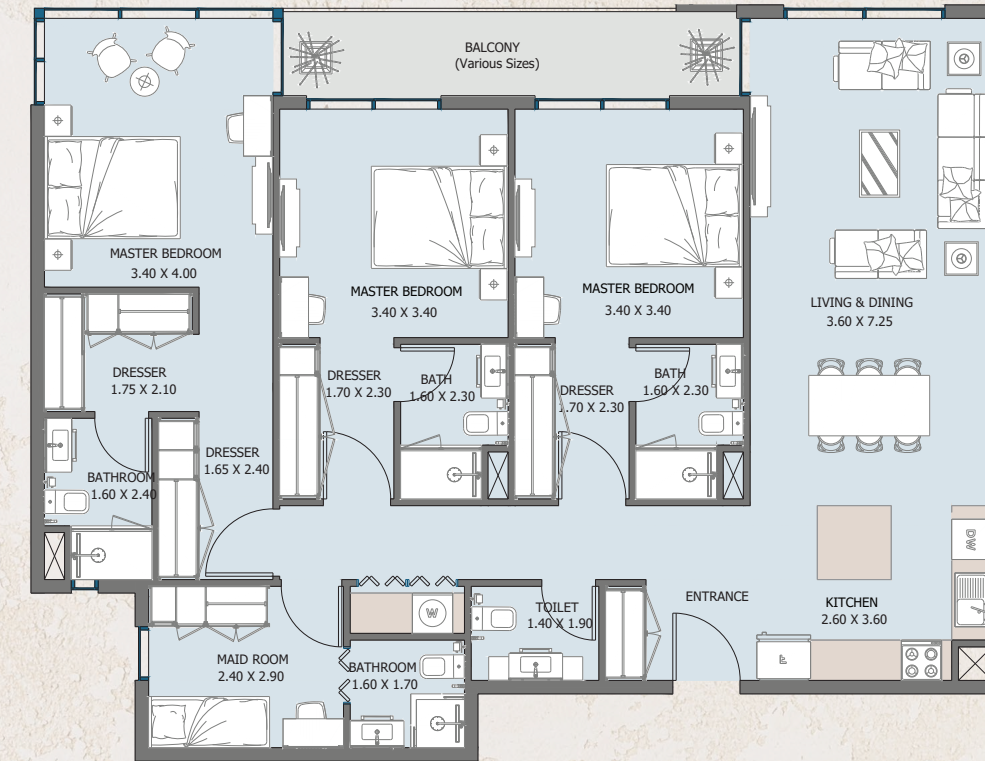 BALCONY
(Various Sizes)
MASTER BEDROOM
3.40 X 4.00
MASTER BEDROOM
3.40 X 3.40
MASTER BEDROOM
3.40 X 3.40
LIVING & DINING
3.60 X 7.25
DRESSER
1.75 X 2.10
DRESSER
1.70 X 2.30
BATH
1.60 X 2.30
DRESSER
1.70 X 2.30
BATH
1.60 X 2.30
DRESSER
1.65 X 2.40
BATHROOM
1.60 X 2.40
DW
ENTRANCE
KITCHEN
2.60 X 3.60
W
TOILET
1.40 X 1.90
MAID ROOM
2.40 X 2.90
BATHROOM
1.60 X 1.70
F